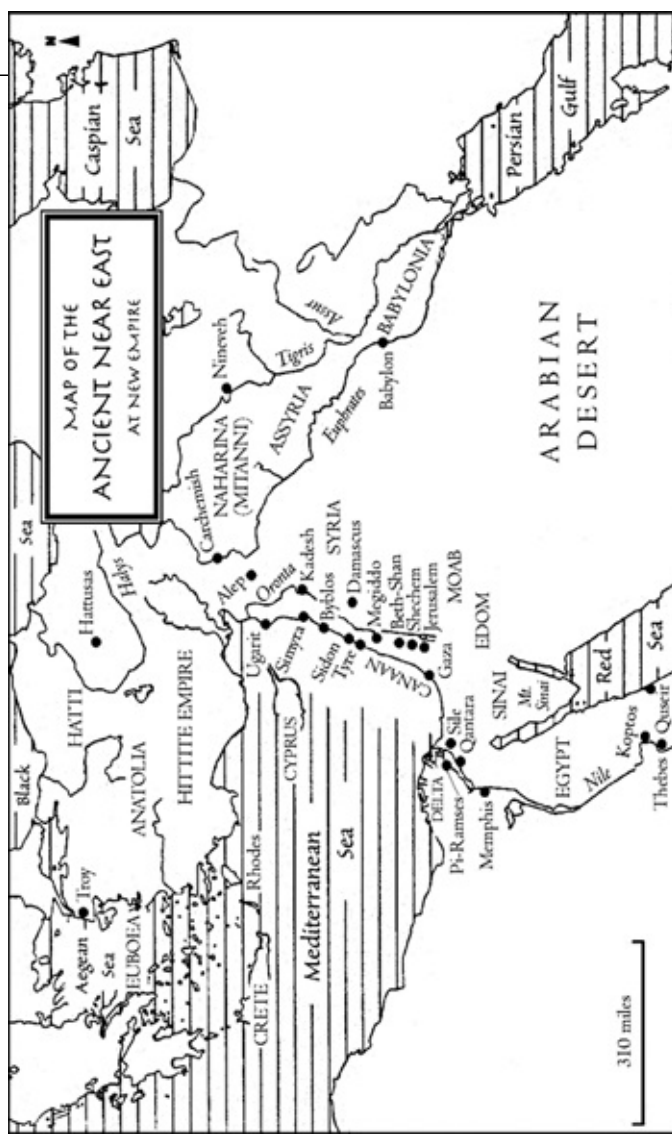 MAP OF THE
ANCIENT NEAR EAST
AT NEW EMPIRE
N
Black
Sea
Caspian
Sea
Troy
Aegean
Sea
EUBOEA
HATTI
Hattusas
Halys
ANATOLIA
HITTITE EMPIRE
Rhodes
CRETE
CYPRUS
Mediterranean
Sea
Carchemish
Alep
Oronta
Ugarit
Simyra
Kadesh
SYRIA
Byblos
Damascus
Sidon
Tyre
Megiddo
Beth-Shan
Shechem
Jerusalem
CANAAN
MOAB
EDOM
Gaza
NAHARINA
(MITANNI)
Nineveh
ASSYRIA
Tigris
Assur
Euphrates
Babylon
BABYLONIA
Persian
Gulf
ARABIAN
DESERT
Sile
Qantara
DELTA
Pi-Ramses
Memphis
SINAI
Mt.
Sinai
EGYPT
Nile
Red
Sea
Koptos
Quseir
Thebes
310 miles